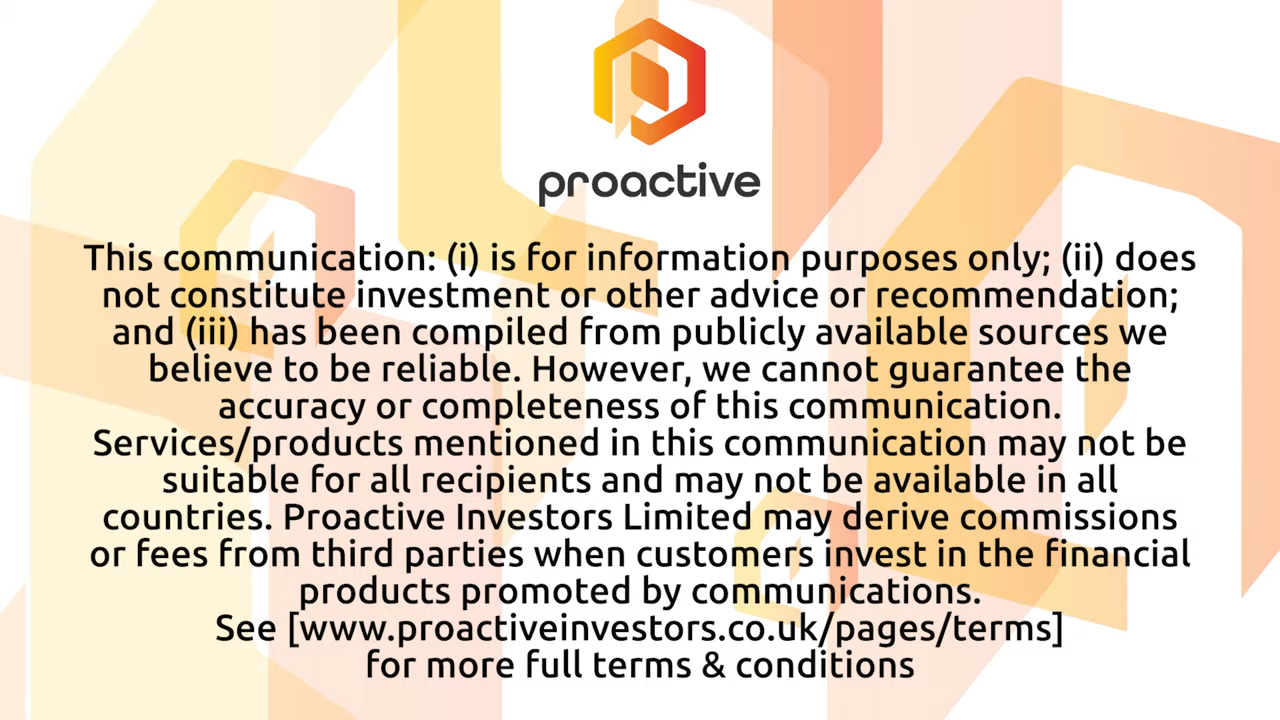 proactive
This communication: (i) is for information purposes only; (ii) does
not constitute investment or other advice or recommendation;
and (iii) has been compiled from publicly available sources we
believe to be reliable. However, we cannot guarantee the
accuracy or completeness of this communication.
Services/products mentioned in this communication may not be
suitable for all recipients and may not be available in all
countries. Proactive Investors Limited may derive commissions
or fees from third parties when customers invest in the financial
products promoted by communications.
See [www.proactiveinvestors.co.uk/pages/terms]
for more full terms & conditions